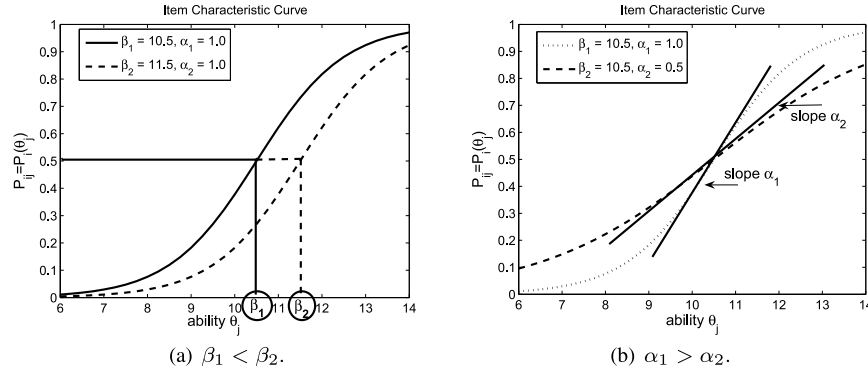 Item Characteristic Curve
β1 = 10.5, α1 = 1.0
β2 = 11.5, α2 = 1.0
Pij=Pi(θj)
1
0.9
0.8
0.7
0.6
0.5
0.4
0.3
0.2
0.1
0
6 7 8 9 10 11 12 13 14
β1 β2
ability θj
(a) β1 < β2.
Item Characteristic Curve
β1 = 10.5, α1 = 1.0
β2 = 10.5, α2 = 0.5
Pij=Pi(θj)
1
0.9
0.8
0.7
0.6
0.5
0.4
0.3
0.2
0.1
0
slope α2
slope α1
6 7 8 9 10 11 12 13 14
ability θj
(b) α1 > α2.